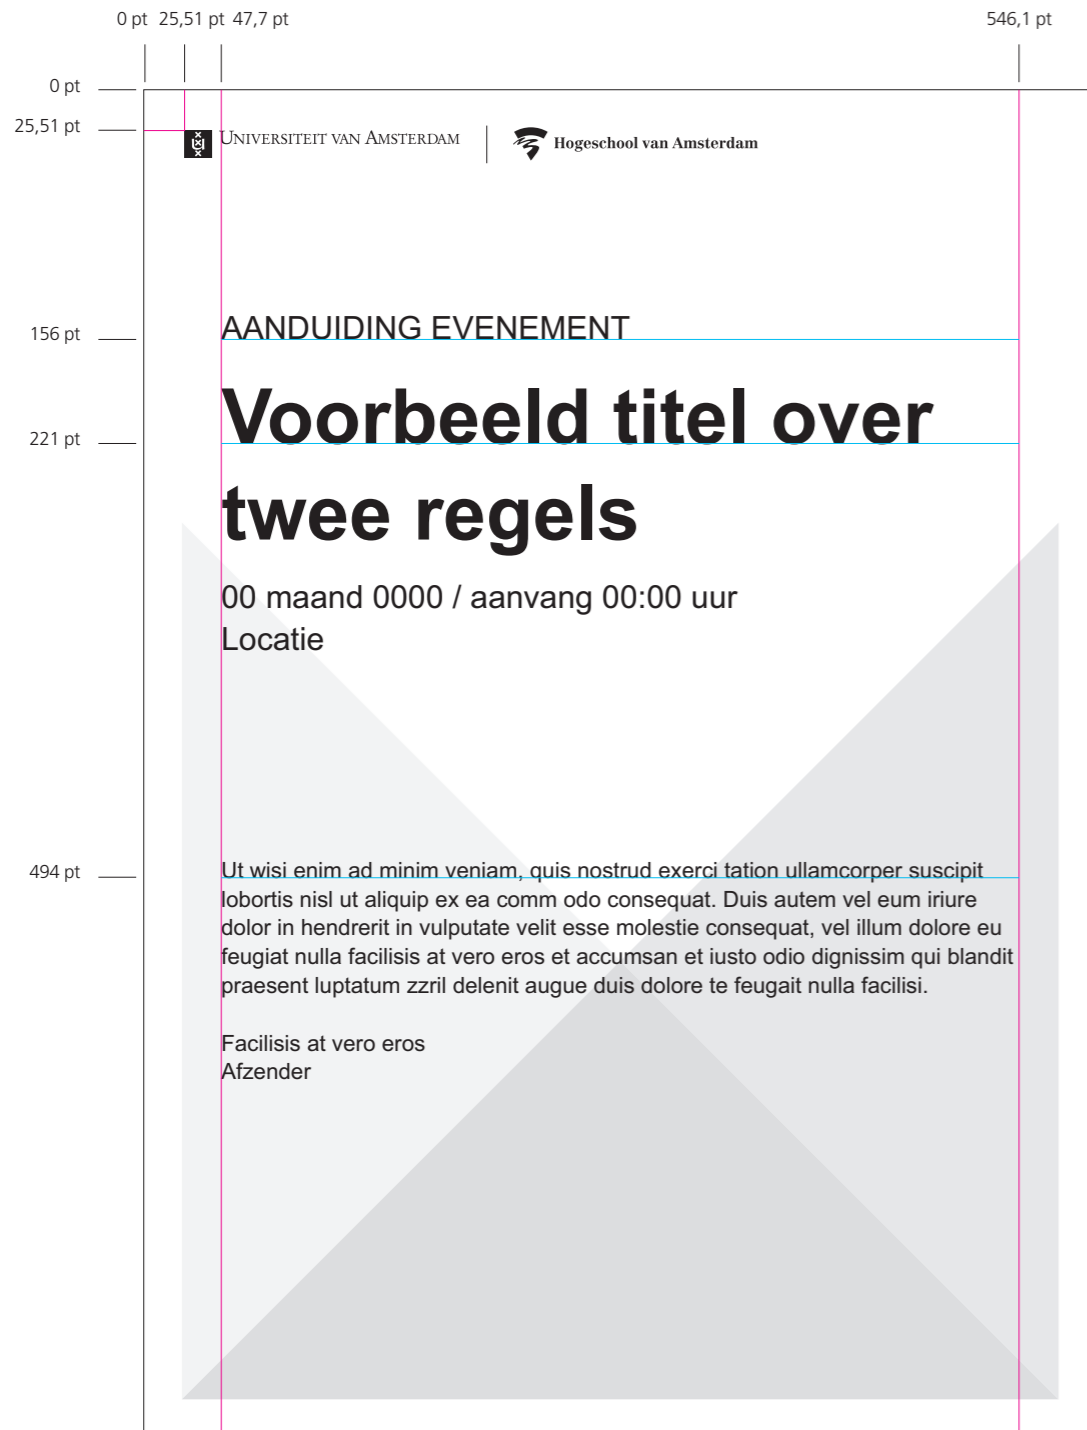 0 pt 25,51 pt 47,7 pt 546,1 pt
0 pt
25,51 pt
UNIVERSITEIT VAN AMSTERDAM Hogeschool van Amsterdam
156 pt
AANDUIDING EVENEMENT
221 pt
Voorbeeld titel over
twee regels
00 maand 0000 / aanvang 00:00 uur
Locatie
494 pt
Ut wisi enim ad minim veniam, quis nostrud exerci tation ullamcorper suscipit
lobortis nisl ut aliquip ex ea comm odo consequat. Duis autem vel eum iriure
dolor in hendrerit in vulputate velit esse molestie consequat, vel illum dolore eu
feugiat nulla facilisis at vero eros et accumsan et iusto odio dignissim qui blandit
praesent luptatum zzril delenit augue duis dolore te feugait nulla facilisi.
Facilisis at vero eros
Afzender